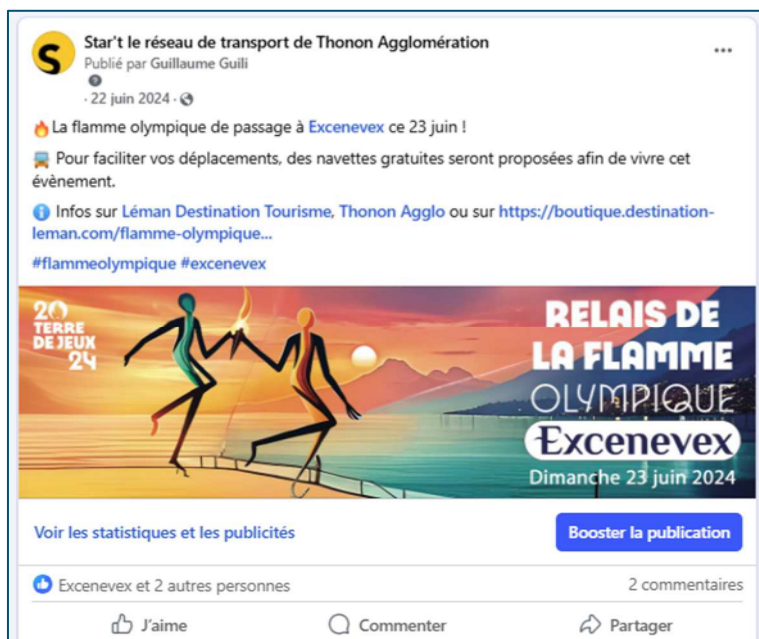 Star't le réseau de transport de Thonon Agglomération
Publié par Guillaume Guili
· 22 juin 2024 ·
La flamme olympique de passage à Excenevex ce 23 juin !
Pour faciliter vos déplacements, des navettes gratuites seront proposées afin de vivre cet
évènement.
Infos sur Léman Destination Tourisme, Thonon Agglo ou sur https://boutique.destination-
leman.com/flamme-olympique...
#flammeolympique #excenevex
20
TERRE
DE JEUX
24
RELAIS DE
LA FLAMME
OLYMPIQUE
Excenevex
Dimanche 23 juin 2024
Voir les statistiques et les publicités
Booster la publication
Excenevex et 2 autres personnes
2 commentaires
J'aime
Commenter
Partager